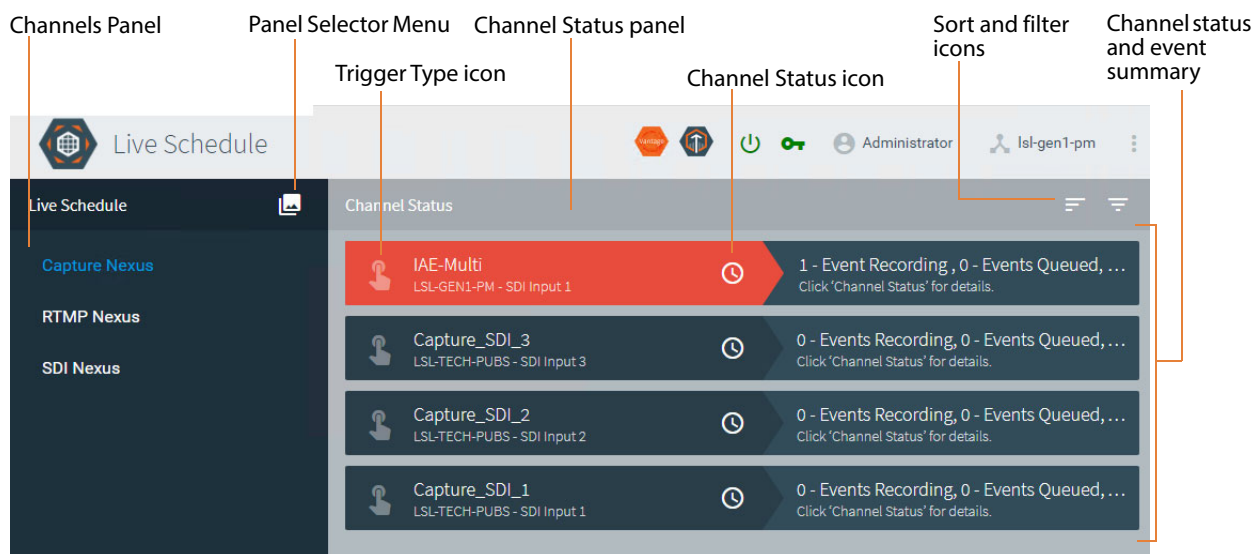 Channels Panel
Panel Selector Menu
Channel Status panel
Sort and filter
icons
Channel status
and event
summary
Trigger Type icon
Channel Status icon
Live Schedule
vantage
Administrator
lsl-gen1-pm
Live Schedule
Channel Status
Capture Nexus
RTMP Nexus
SDI Nexus
IAE-Multi
LSL-GEN1-PM - SDI Input 1
1 - Event Recording , 0 - Events Queued, ...
Click 'Channel Status' for details.
Capture_SDI_3
LSL-TECH-PUBS - SDI Input 3
0 - Events Recording, 0 - Events Queued, ...
Click 'Channel Status' for details.
Capture_SDI_2
LSL-TECH-PUBS - SDI Input 2
0 - Events Recording, 0 - Events Queued, ...
Click 'Channel Status' for details.
Capture_SDI_1
LSL-TECH-PUBS - SDI Input 1
0 - Events Recording, 0 - Events Queued, ...
Click 'Channel Status' for details.